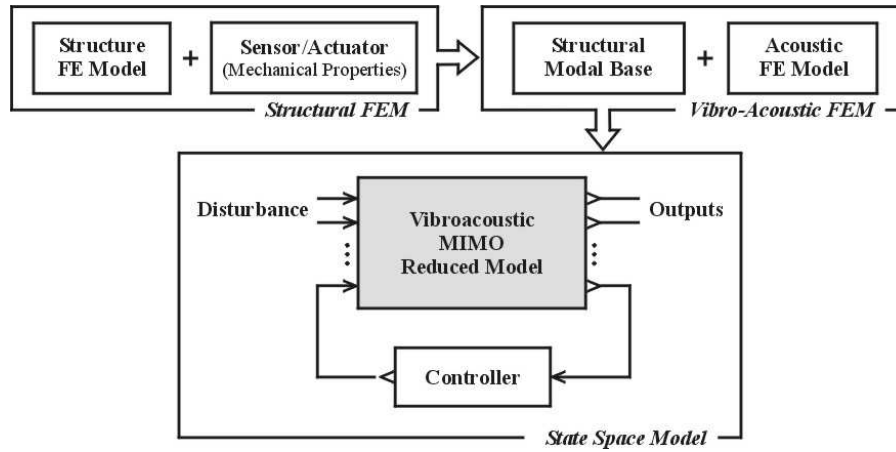 Structure
FE Model
+
Sensor/Actuator
(Mechanical Properties)
Structural FEM
Structural
Modal Base
+
Acoustic
FE Model
Vibro-Acoustic FEM
Disturbance
Vibroacoustic
MIMO
Reduced Model
Outputs
Controller
State Space Model